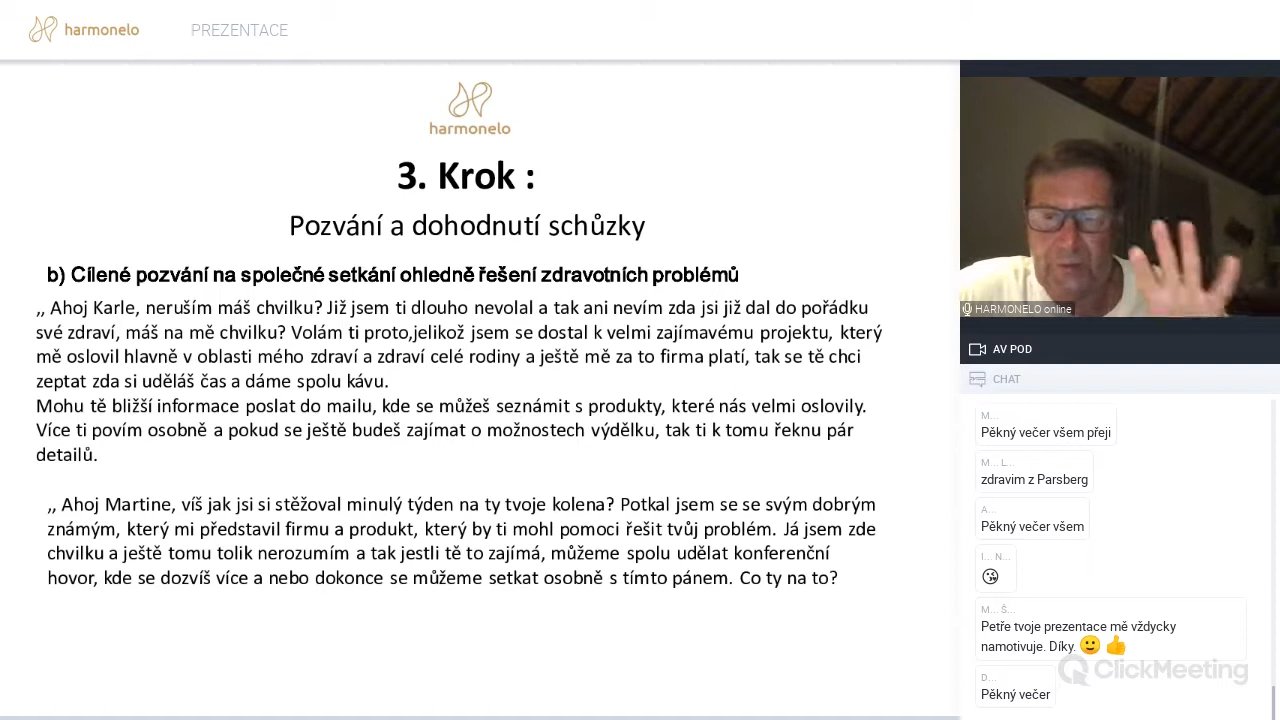 harmonelo
PREZENTACE
harmonelo
3. Krok :
Pozvání a dohodnutí schůzky
b) Cílené pozvání na společné setkání ohledně řešení zdravotních problémů
,, Ahoj Karle, neruším máš chvilku? Již jsem ti dlouho nevolal a tak ani nevím zda jsi již dal do pořádku
své zdraví, máš na mě chvilku? Volám ti proto,jelikož jsem se dostal k velmi zajímavému projektu, který
mě oslovil hlavně v oblasti mého zdraví a zdraví celé rodiny a ještě mě za to firma platí, tak se tě chci
zeptat zda si uděláš čas a dáme spolu kávu.
Mohu tě bližší informace poslat do mailu, kde se můžeš seznámit s produkty, které nás velmi oslovily.
Více ti povím osobně a pokud se ještě budeš zajímat o možnostech výdělku, tak ti k tomu řeknu pár
detailů.
,, Ahoj Martine, víš jak jsi si stěžoval minulý týden na ty tvoje kolena? Potkal jsem se se svým dobrým
známým, který mi představil firmu a produkt, který by ti mohl pomoci řešit tvůj problém. Já jsem zde
chvilku a ještě tomu tolik nerozumím a tak jestli tě to zajímá, můžeme spolu udělat konferenční
hovor, kde se dozvíš více a nebo dokonce se můžeme setkat osobně s tímto pánem. Co ty na to?
HARMONELO online
AV POD
CHAT
M...
Pěkný večer všem přeji
M... L...
zdravim z Parsberg
A...
Pěkný večer všem
I... N...
M... Š...
Petře tvoje prezentace mě vždycky
namotivuje. Díky.
D...
Pěkný večer
ClickMeeting